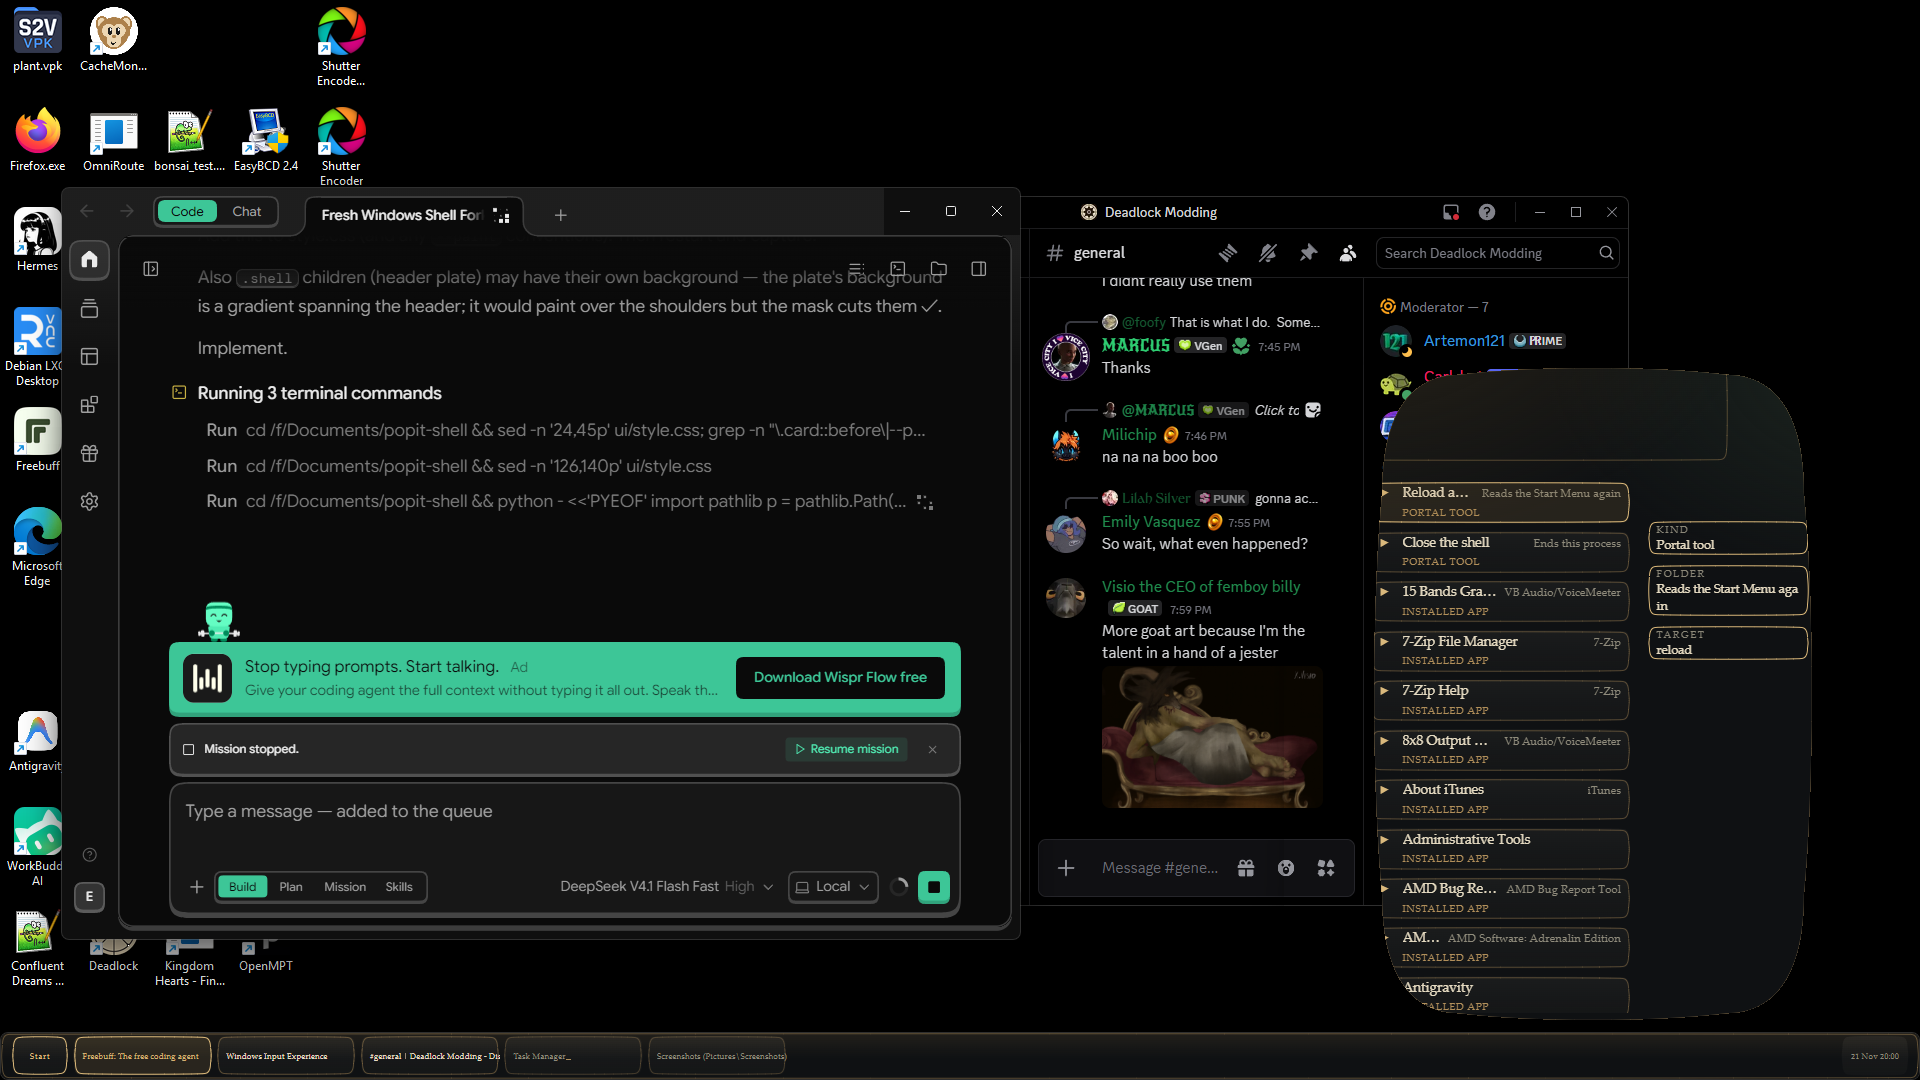 S2V
VPK
plant.vpk
CacheMon...
Shutter
Encode...
Firefox.exe
OmniRoute
bonsai_test....
EasyBCD 2.4
Shutter
Encoder
Hermes
Debian LXC
Desktop
Freebuff
Microsoft
Edge
Antigravity
WorkBuddy
AI
Confluent
Dreams ...
Deadlock
Kingdom
Hearts - Fin...
OpenMPT
Code
Chat
Fresh Windows Shell For
Also .shell children (header plate) may have their own background — the plate's background
is a gradient spanning the header; it would paint over the shoulders but the mask cuts them ✓.
Implement.
Running 3 terminal commands
Run cd /f/Documents/popit-shell && sed -n '24,45p' ui/style.css; grep -n "\.card::before\|--p...
Run cd /f/Documents/popit-shell && sed -n '126,140p' ui/style.css
Run cd /f/Documents/popit-shell && python - <<'PYEOF' import pathlib p = pathlib.Path(...
Stop typing prompts. Start talking. Ad
Give your coding agent the full context without typing it all out. Speak th...
Download Wispr Flow free
Mission stopped.
Resume mission
Type a message — added to the queue
Build
Plan
Mission
Skills
DeepSeek V4.1 Flash Fast High
Local
E
Deadlock Modding
# general
Search Deadlock Modding
I didnt really use them
@foofy That is what I do. Some...
MARCUS VGen 7:45 PM
Thanks
@MARCUS VGen Click to
Milichip 7:46 PM
na na na boo boo
Lilah Silver PUNK gonna ac...
Emily Vasquez 7:55 PM
So wait, what even happened?
Visio the CEO of femboy billy
GOAT 7:59 PM
More goat art because I'm the
talent in a hand of a jester
Message #gene...
Moderator — 7
Artemon121 PRIME
Reload a... Reads the Start Menu again
PORTAL TOOL
Close the shell Ends this process
PORTAL TOOL
15 Bands Gra... VB Audio/VoiceMeeter
INSTALLED APP
7-Zip File Manager 7-Zip
INSTALLED APP
7-Zip Help 7-Zip
INSTALLED APP
8x8 Output ... VB Audio/VoiceMeeter
INSTALLED APP
About iTunes iTunes
INSTALLED APP
Administrative Tools
INSTALLED APP
AMD Bug Re... AMD Bug Report Tool
INSTALLED APP
AM... AMD Software: Adrenalin Edition
INSTALLED APP
Antigravity
INSTALLED APP
KIND
Portal tool
FOLDER
Reads the Start Menu aga
in
TARGET
reload
Start
Freebuff: The free coding agent
Windows Input Experience
#general | Deadlock Modding - Dis
Task Manager_
Screenshots (Pictures\Screenshots)
21 Nov 20:00